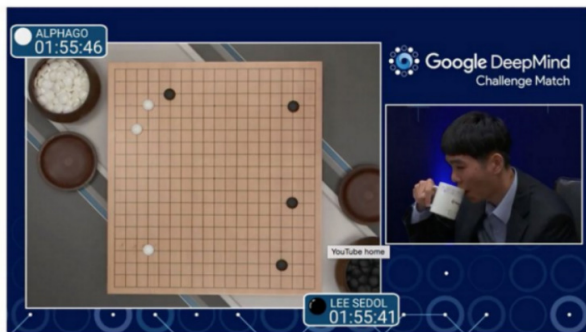 ALPHAGO
01:55:46
Google DeepMind
Challenge Match
YouTube home
LEE SEDOL
01:55:41